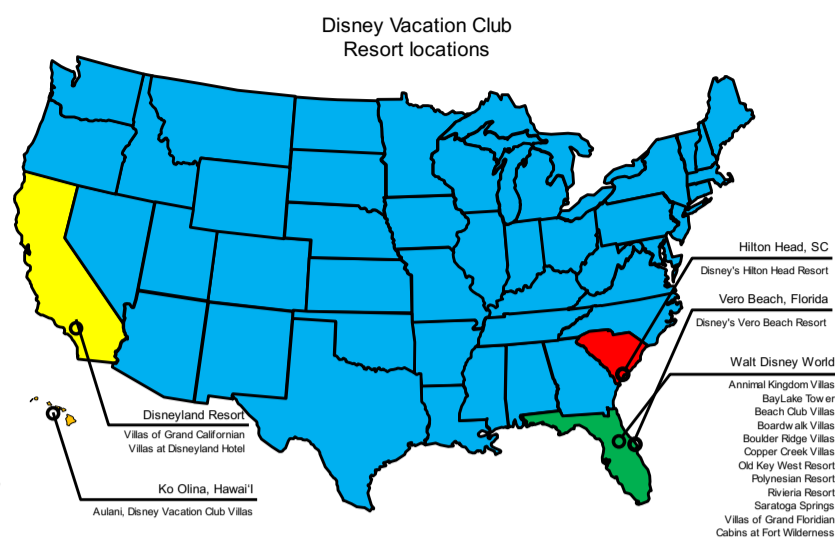 Disney Vacation Club
Resort locations
Hilton Head, SC
Disney's Hilton Head Resort
Vero Beach, Florida
Disney's Vero Beach Resort
Walt Disney World
Annimal Kingdom Villas
BayLake Tower
Beach Club Villas
Boardwalk Villas
Boulder Ridge Villas
Copper Creek Villas
Old Key West Resort
Polynesian Resort
Rivieria Resort
Saratoga Springs
Villas of Grand Floridian
Cabins at Fort Wilderness
Disneyland Resort
Villas of Grand Californian
Villas at Disneyland Hotel
Ko Olina, Hawai'I
Aulani, Disney Vacation Club Villas